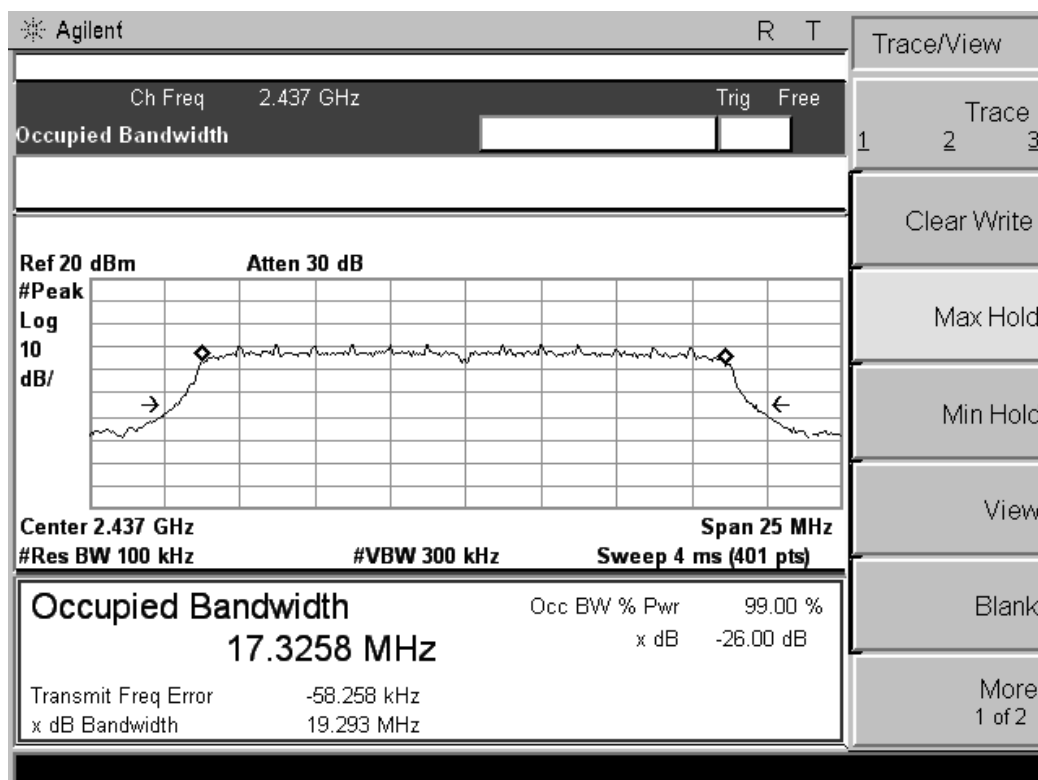 Agilent R T
Trace/View
Ch Freq 2.437 GHz Trig Free
Occupied Bandwidth
Trace
1 2 3
Clear Write
Ref 20 dBm Atten 30 dB
#Peak
Log
10
dB/
Max Hold
Min Hold
Center 2.437 GHz Span 25 MHz
#Res BW 100 kHz #VBW 300 kHz Sweep 4 ms (401 pts)
View
Occupied Bandwidth Occ BW % Pwr 99.00 %
17.3258 MHz x dB -26.00 dB
Blank
Transmit Freq Error -58.258 kHz
x dB Bandwidth 19.293 MHz
More
1 of 2